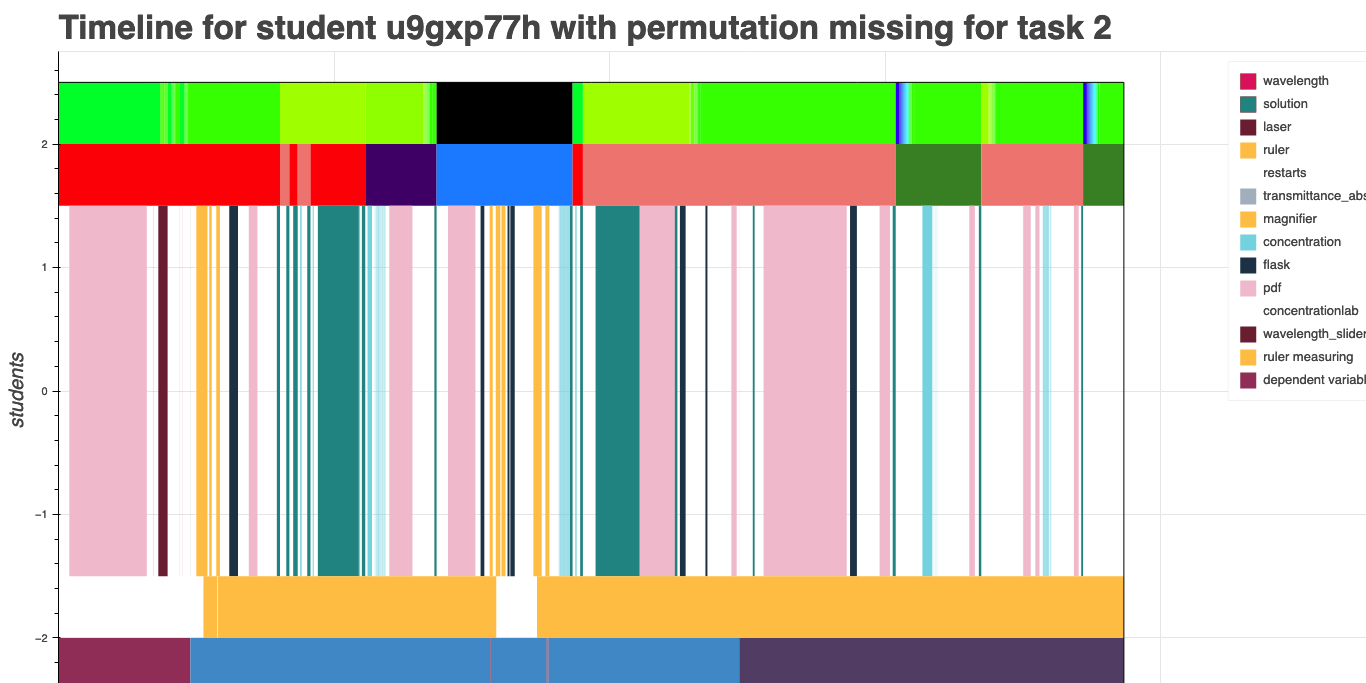 Timeline for student u9gxp77h with permutation missing for task 2
2
1
0
−1
−2
students
wavelength
solution
laser
ruler
restarts
transmittance_abs
magnifier
concentration
flask
pdf
concentrationlab
wavelength_slider
ruler measuring
dependent variabl